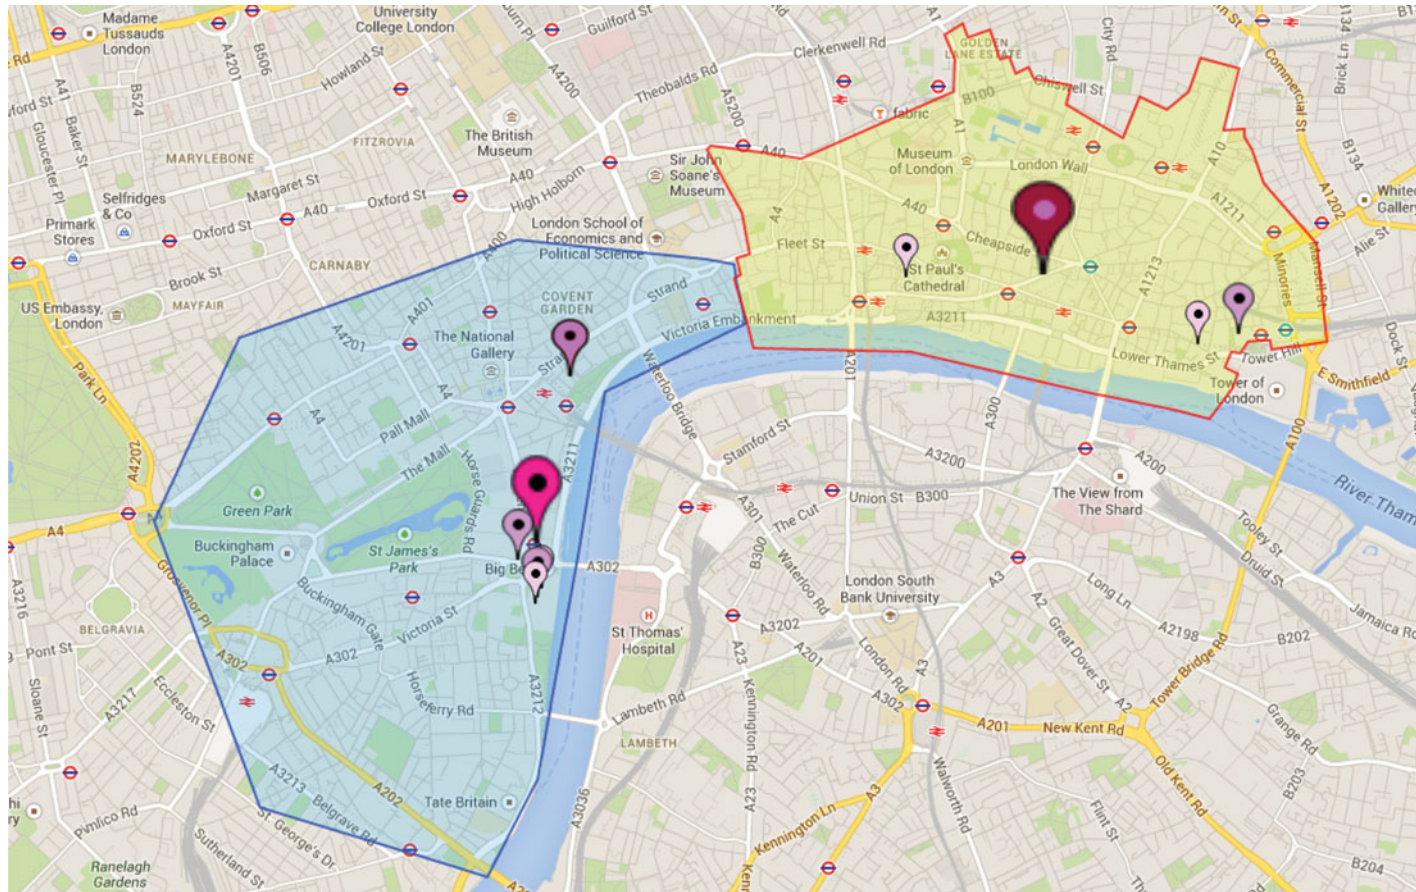 Madame
Tussauds
London
University
College London
Guilford St
Clerkenwell Rd
A1
City Rd
B134
A41
B524
A4201
B506
Howland St
A4200
Theobalds Rd
A5200
GOLDEN
LANE ESTATE
Chiswell St
B100
Commercial St
Brick Ln
Gloucester Pl
Baker St
MARYLEBONE
FITZROVIA
The British
Museum
fabric
Museum
of London
London Wall
A1
A10
B134
A40
Sir John
Soane's
Museum
A40
Margaret St
Oxford St
A40
Oxford St
High Holborn
Selfridges
& Co
Primark
Stores
A4
A40
A1211
A1202
London School of
Economics and
Political Science
A400
Fleet St
Cheapside
Alie St
Brook St
CARNABY
St Paul's
Cathedral
A1213
Minories
Mansell St
MAYFAIR
US Embassy,
London
A401
COVENT
GARDEN
Strand
Victoria Embankment
A3211
A4201
The National
Gallery
Lower Thames St
Tower Hill
Dock St
Park Ln
A4
Waterloo Bridge
A201
Tower of
London
E Smithfield
A4
Pall Mall
A300
A100
A4202
The Mall
Horse Guards Rd
A3211
Stamford St
A3200
A200
Green Park
Union St
B300
The View from
The Shard
River Tham
A4
Buckingham
Palace
St James's
Park
A301
The Cut
Tooley St
Grosvenor Pl
A302
B300
Waterloo Rd
London South
Bank University
A3
Druid St
A3216
Buckingham Gate
Victoria St
Long Ln
A2
Great Dover St
Jamaica Rd
BELGRAVIA
St Thomas'
Hospital
A3202
A2198
B202
Pont St
A302
A302
A23
A201
London Rd
A3
Tower Bridge Rd
Sloane St
A3217
Eccleston St
Horseferry Rd
A3212
Lambeth Rd
Kennington Rd
A302
A201
New Kent Rd
A2
Grange Rd
LAMBETH
Old Kent Rd
B203
A3213
Belgrave Rd
A202
Tate Britain
A3036
A23
A3
Walworth Rd
Pimlico Rd
St. George's Dr
Kennington Ln
Flint St
Sutherland St
Ranelagh
Gardens
B204